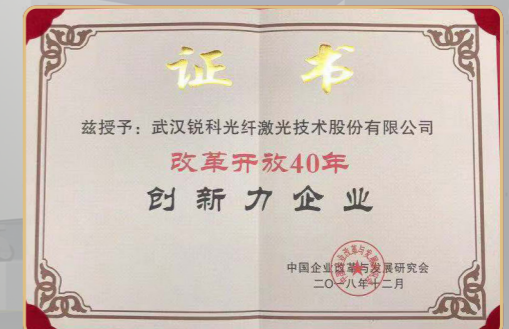 证 书
兹授予：武汉锐科光纤激光技术股份有限公司
改革开放40年
创新力企业
中国企业改革与发展研究会
二〇一八年十二月